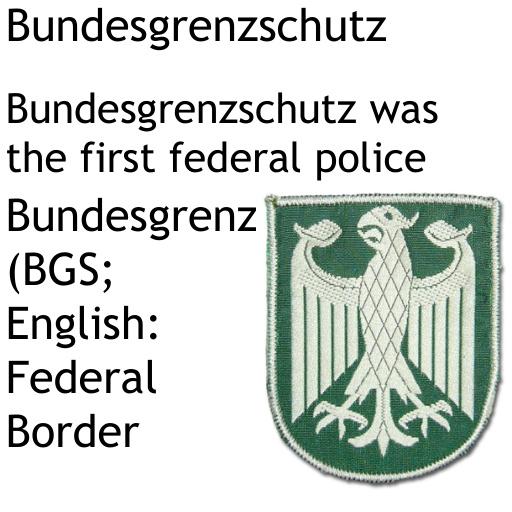 Bundesgrenzschutz
Bundesgrenzschutz was
the first federal police
Bundesgrenz
(BGS;
English:
Federal
Border